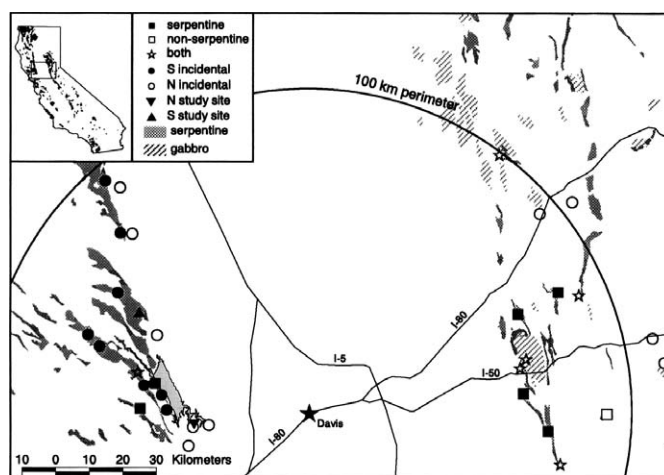 serpentine
non-serpentine
both
S incidental
N incidental
N study site
S study site
serpentine
gabbro
100 km perimeter
I-80
I-5
I-50
Davis
I-80
10 0 10 20 30 Kilometers